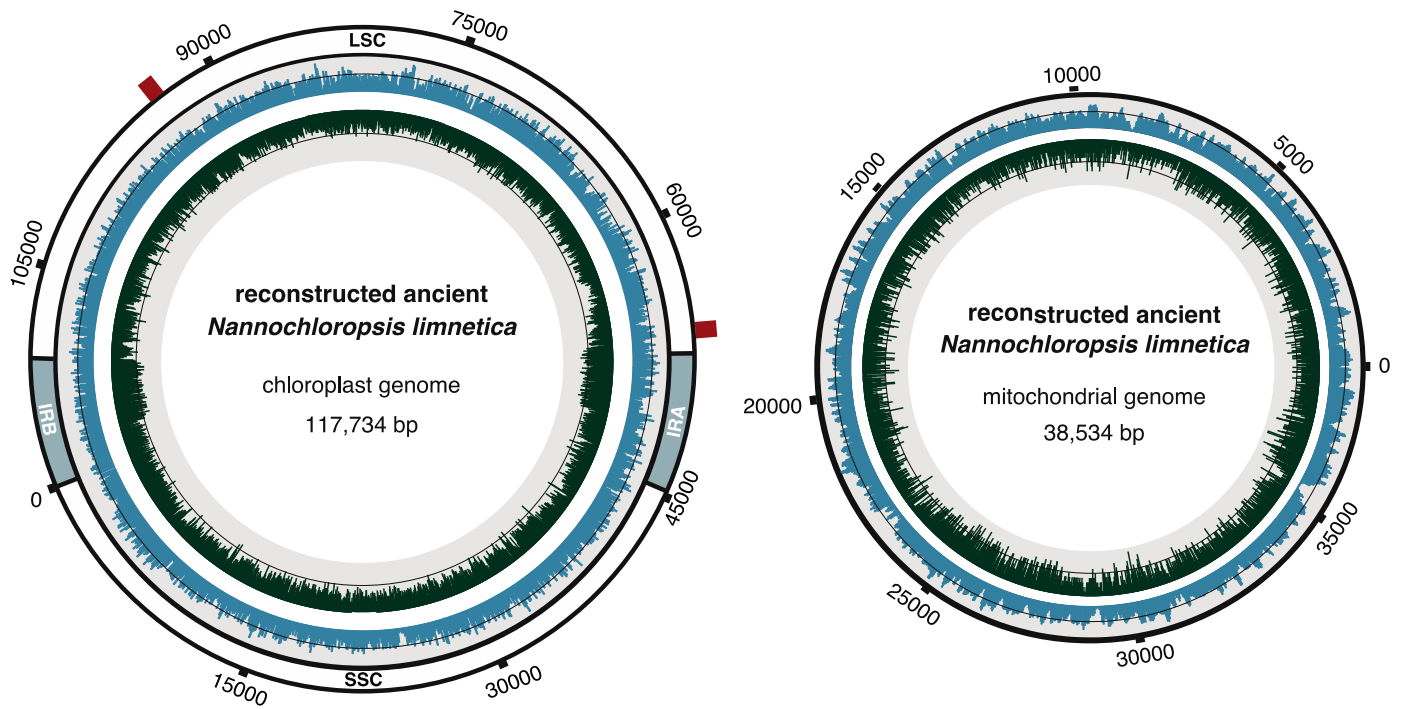 75000
90000
LSC
60000
105000
reconstructed ancient
Nannochloropsis limnetica
chloroplast genome
117,734 bp
IRB
IRA
0
45000
SSC
15000
30000
10000
5000
15000
reconstructed ancient
Nannochloropsis limnetica
mitochondrial genome
38,534 bp
0
20000
35000
25000
30000